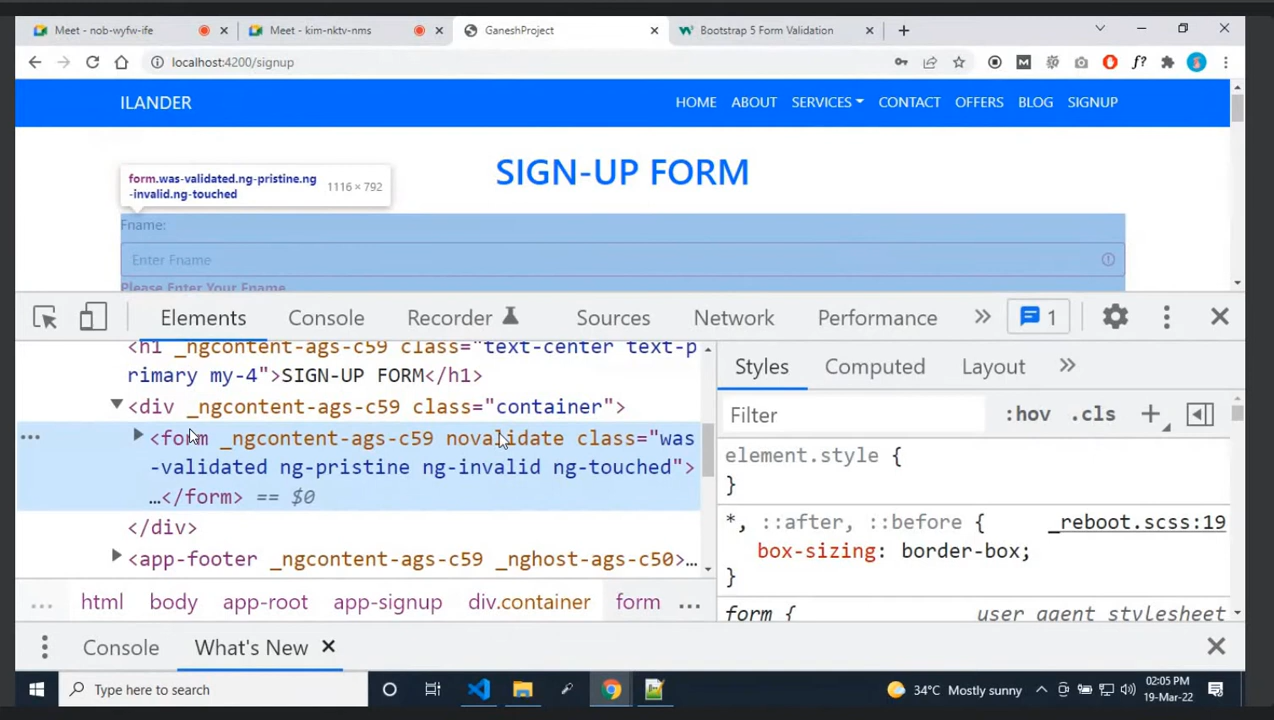 Meet - nob-wyfw-ife
Meet - kim-nktv-nms
GaneshProject
Bootstrap 5 Form Validation
localhost:4200/signup
f?
ILANDER
HOME ABOUT SERVICES CONTACT OFFERS BLOG SIGNUP
SIGN-UP FORM
form.was-validated.ng-pristine.ng
-invalid.ng-touched
1116 × 792
Fname:
Enter Fname
Please Enter Your Fname
Elements Console Recorder Sources Network Performance 1
<h1 _ngcontent-ags-c59 class="text-center text-p
rimary my-4">SIGN-UP FORM</h1>
<div _ngcontent-ags-c59 class="container">
<form _ngcontent-ags-c59 novalidate class="was
-validated ng-pristine ng-invalid ng-touched">
…</form> == $0
</div>
<app-footer _ngcontent-ags-c59 _nghost-ags-c50>…
Styles Computed Layout
Filter
:hov .cls
element.style {
}
*, ::after, ::before { _reboot.scss:19
box-sizing: border-box;
}
form { user agent stylesheet
... html body app-root app-signup div.container form ...
Console What's New
Type here to search
34°C Mostly sunny
02:05 PM
19-Mar-22